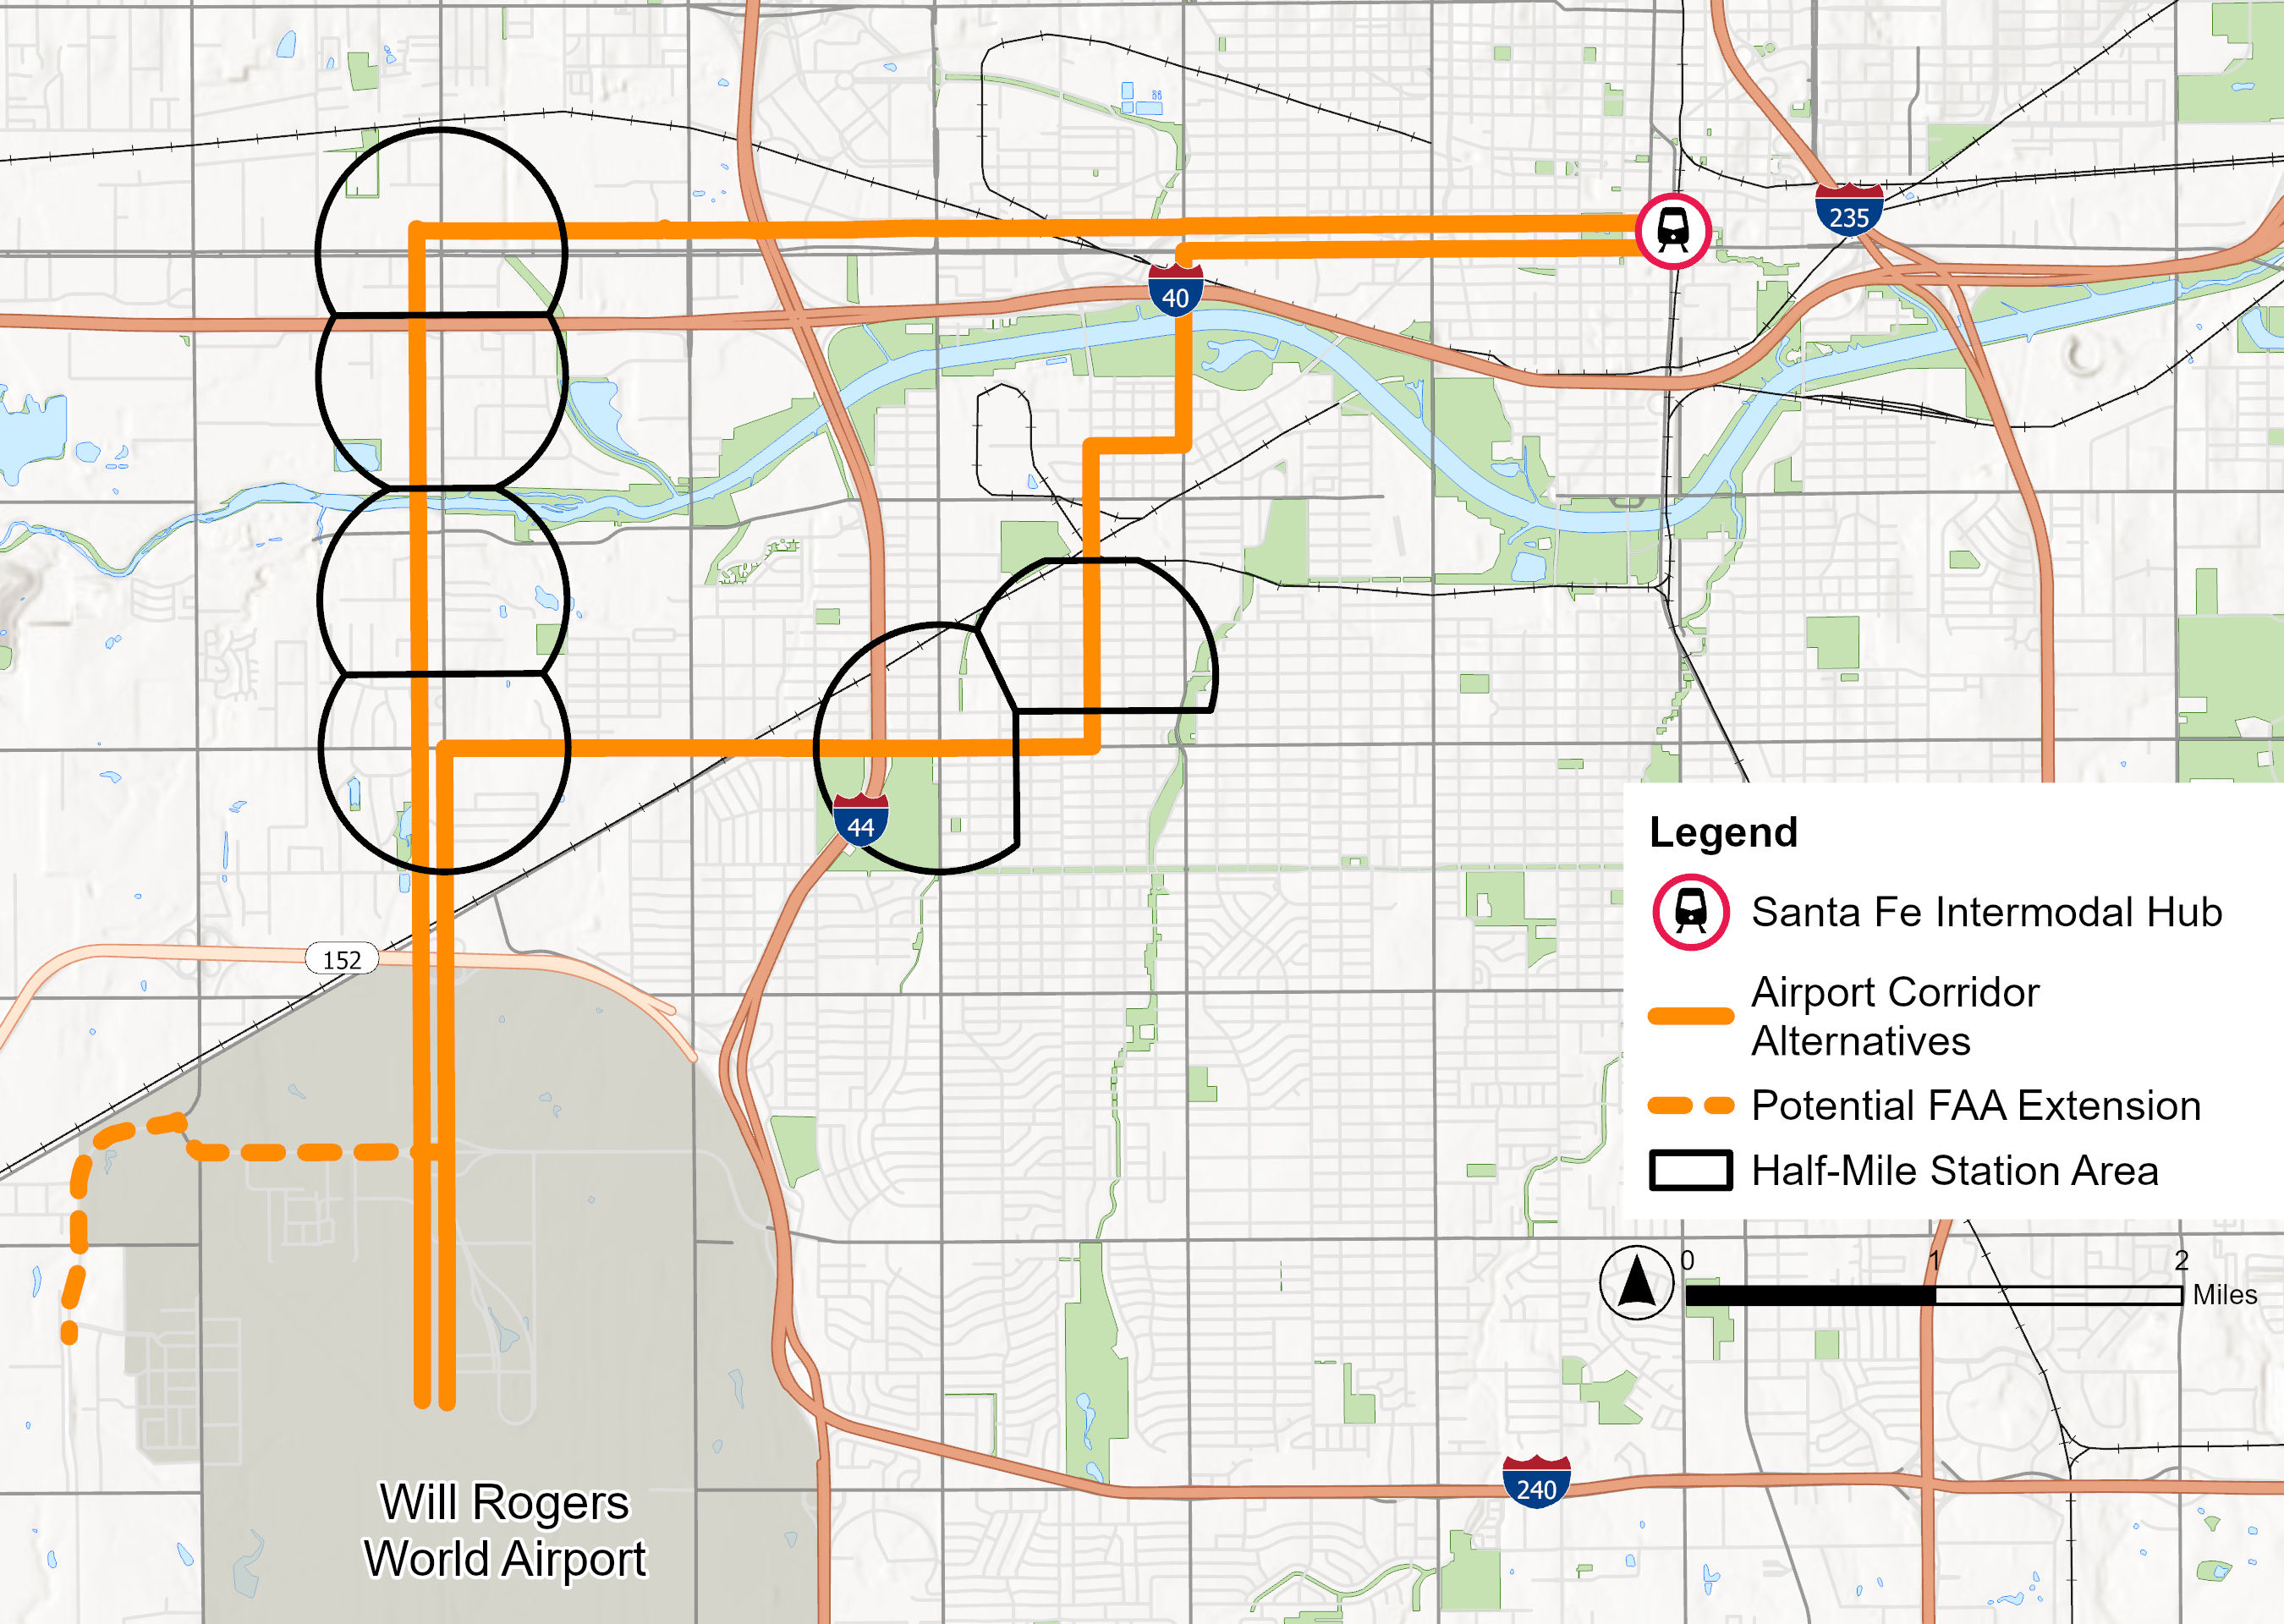 235
40
44
Legend
Santa Fe Intermodal Hub
152
Airport Corridor
Alternatives
Potential FAA Extension
Half-Mile Station Area
0 1 2
Miles
240
Will Rogers
World Airport